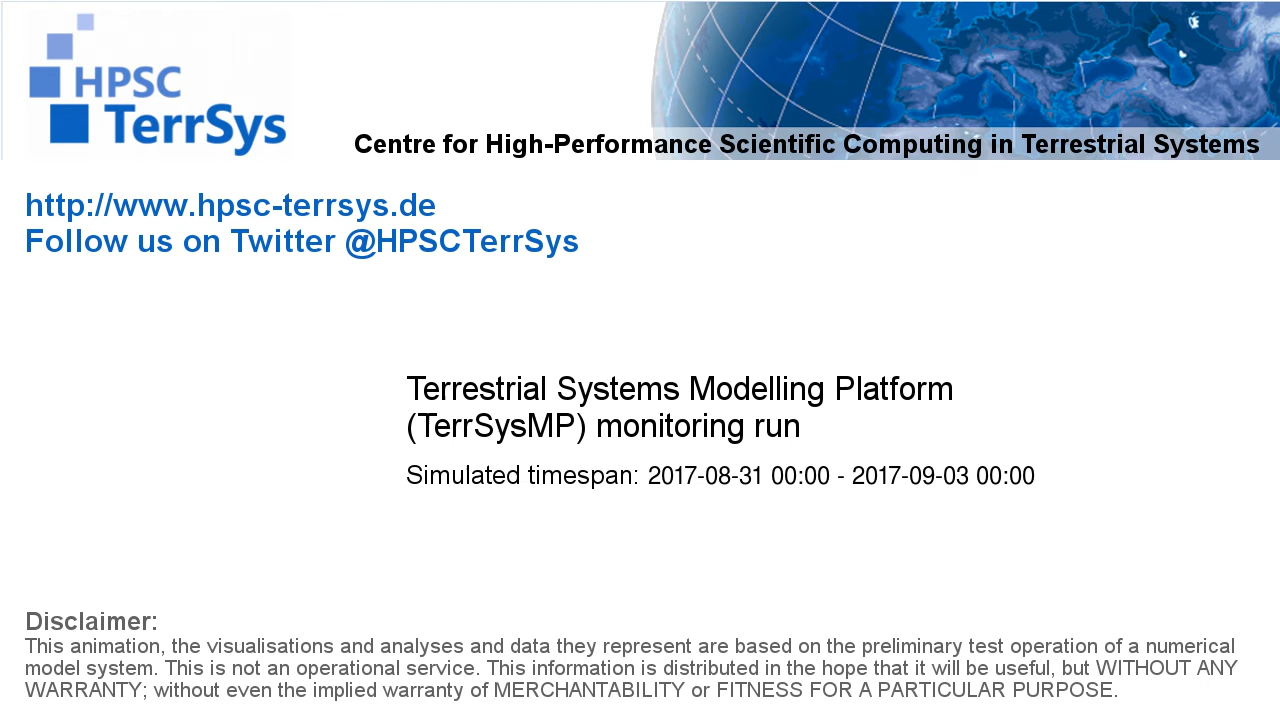 HPSC
TerrSys
Centre for High-Performance Scientific Computing in Terrestrial Systems
http://www.hpsc-terrsys.de
Follow us on Twitter @HPSCTerrSys
Terrestrial Systems Modelling Platform
(TerrSysMP) monitoring run
Simulated timespan: 2017-08-31 00:00 - 2017-09-03 00:00
Disclaimer:
This animation, the visualisations and analyses and data they represent are based on the preliminary test operation of a numerical
model system. This is not an operational service. This information is distributed in the hope that it will be useful, but WITHOUT ANY
WARRANTY; without even the implied warranty of MERCHANTABILITY or FITNESS FOR A PARTICULAR PURPOSE.